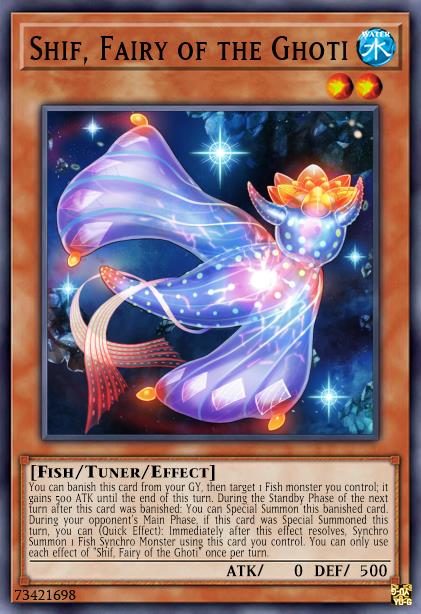 Shif, Fairy of the Ghoti
WATER
水
[Fish/Tuner/Effect]
You can banish this card from your GY, then target 1 Fish monster you control; it
gains 500 ATK until the end of this turn. During the Standby Phase of the next
turn after this card was banished: You can Special Summon this banished card.
During your opponent's Main Phase, if this card was Special Summoned this
turn, you can (Quick Effect): Immediately after this effect resolves, Synchro
Summon 1 Fish Synchro Monster using this card you control. You can only use
each effect of "Shif, Fairy of the Ghoti" once per turn.
ATK/ 0 DEF/ 500
73421698